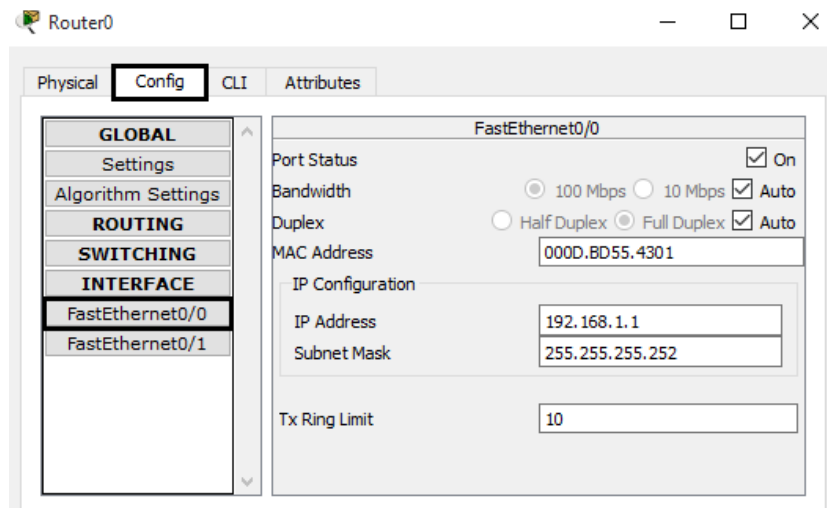 Router0
Physical Config CLI Attributes
GLOBAL
Settings
Algorithm Settings
ROUTING
SWITCHING
INTERFACE
FastEthernet0/0
FastEthernet0/1
FastEthernet0/0
Port Status On
Bandwidth 100 Mbps 10 Mbps Auto
Duplex Half Duplex Full Duplex Auto
MAC Address 000D.BD55.4301
IP Configuration
IP Address 192.168.1.1
Subnet Mask 255.255.255.252
Tx Ring Limit 10